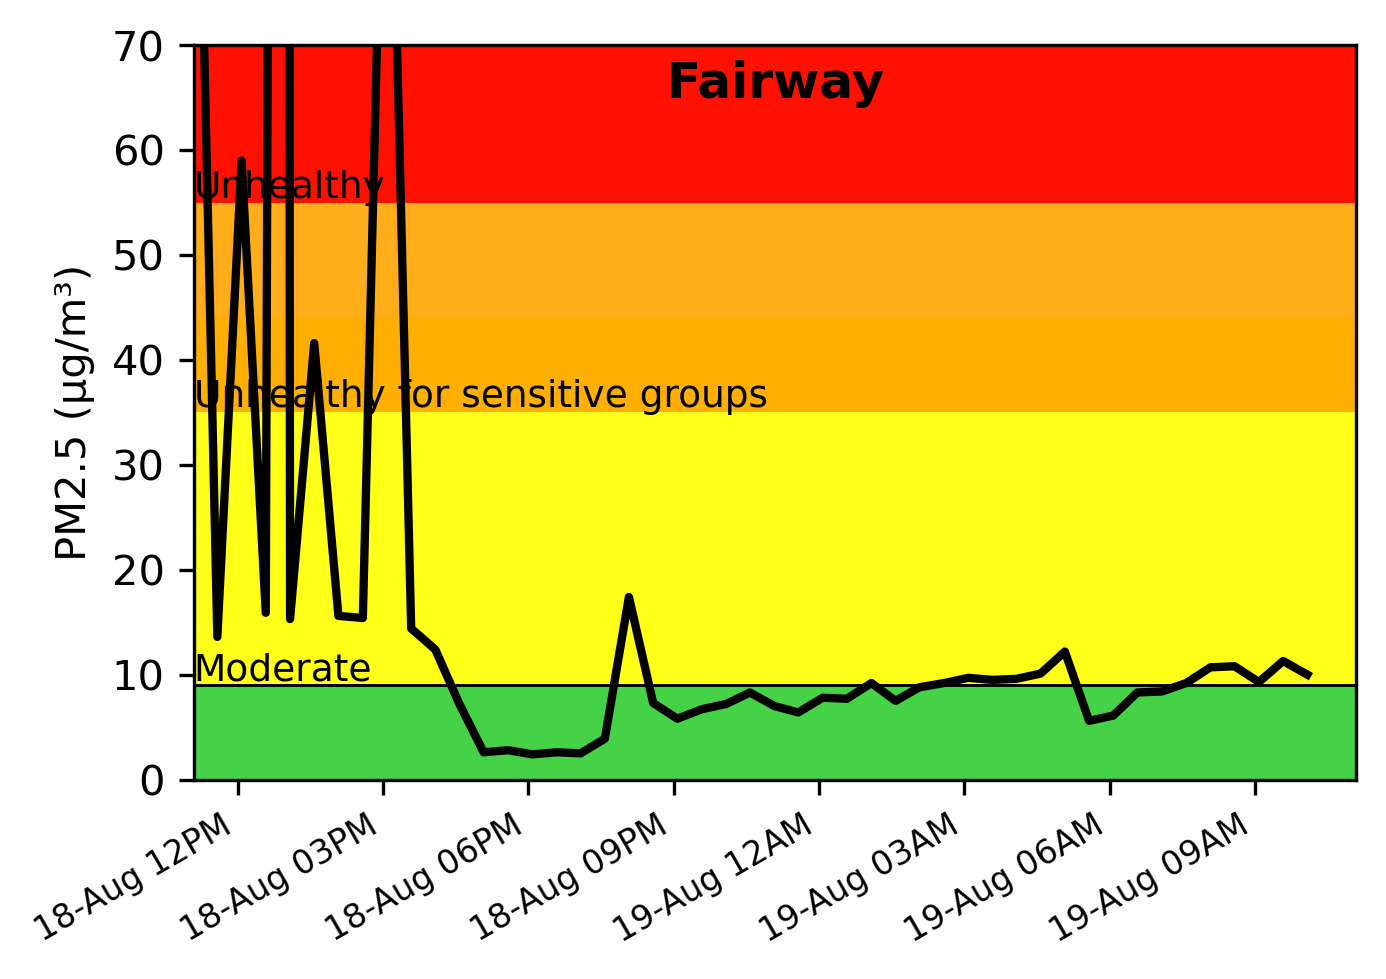 Fairway
PM2.5 (μg/m³)
70
60
50
40
30
20
10
0
Unhealthy
Unhealthy for sensitive groups
Moderate
18-Aug 12PM
18-Aug 03PM
18-Aug 06PM
18-Aug 09PM
19-Aug 12AM
19-Aug 03AM
19-Aug 06AM
19-Aug 09AM